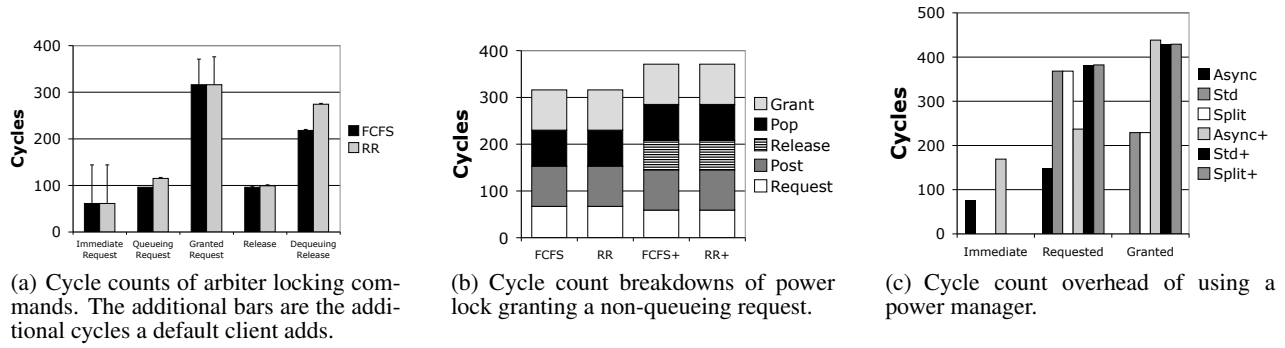 400
300
200
100
0
Cycles
Immediate Request
Queueing Request
Granted Request
Release
Dequeuing Release
FCFS
RR
(a) Cycle counts of arbiter locking com-
mands. The additional bars are the addi-
tional cycles a default client adds.
400
300
200
100
0
Cycles
FCFS
RR
FCFS+
RR+
Grant
Pop
Release
Post
Request
(b) Cycle count breakdowns of power
lock granting a non-queueing request.
500
400
300
200
100
0
Cycles
Immediate
Requested
Granted
Async
Std
Split
Async+
Std+
Split+
(c) Cycle count overhead of using a
power manager.